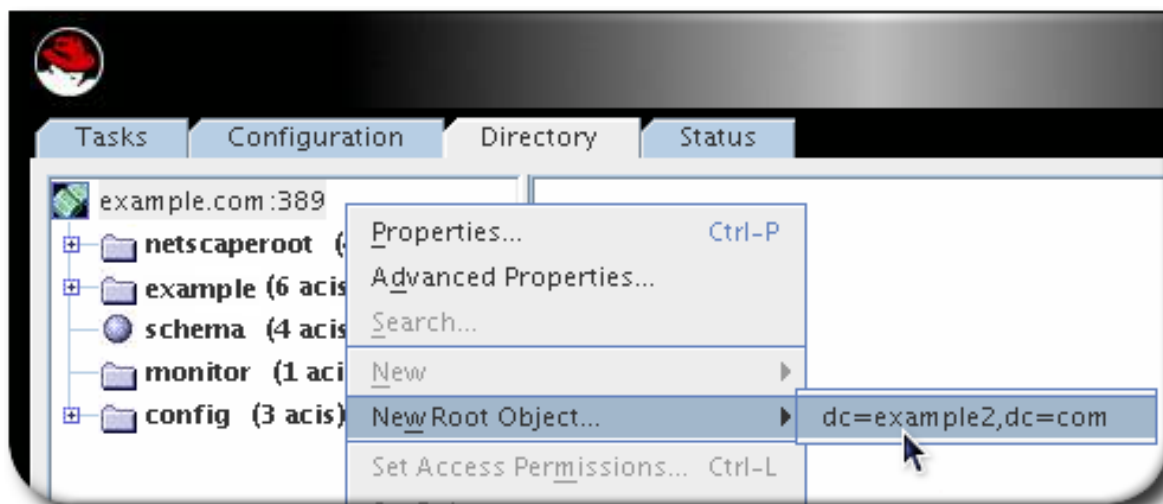 Tasks Configuration Directory Status
example.com:389
netscaperoot (
example (6 acis
schema (4 acis
monitor (1 aci
config (3 acis)
Properties... Ctrl-P
Advanced Properties...
Search...
New
New Root Object...
dc=example2,dc=com
Set Access Permissions... Ctrl-L